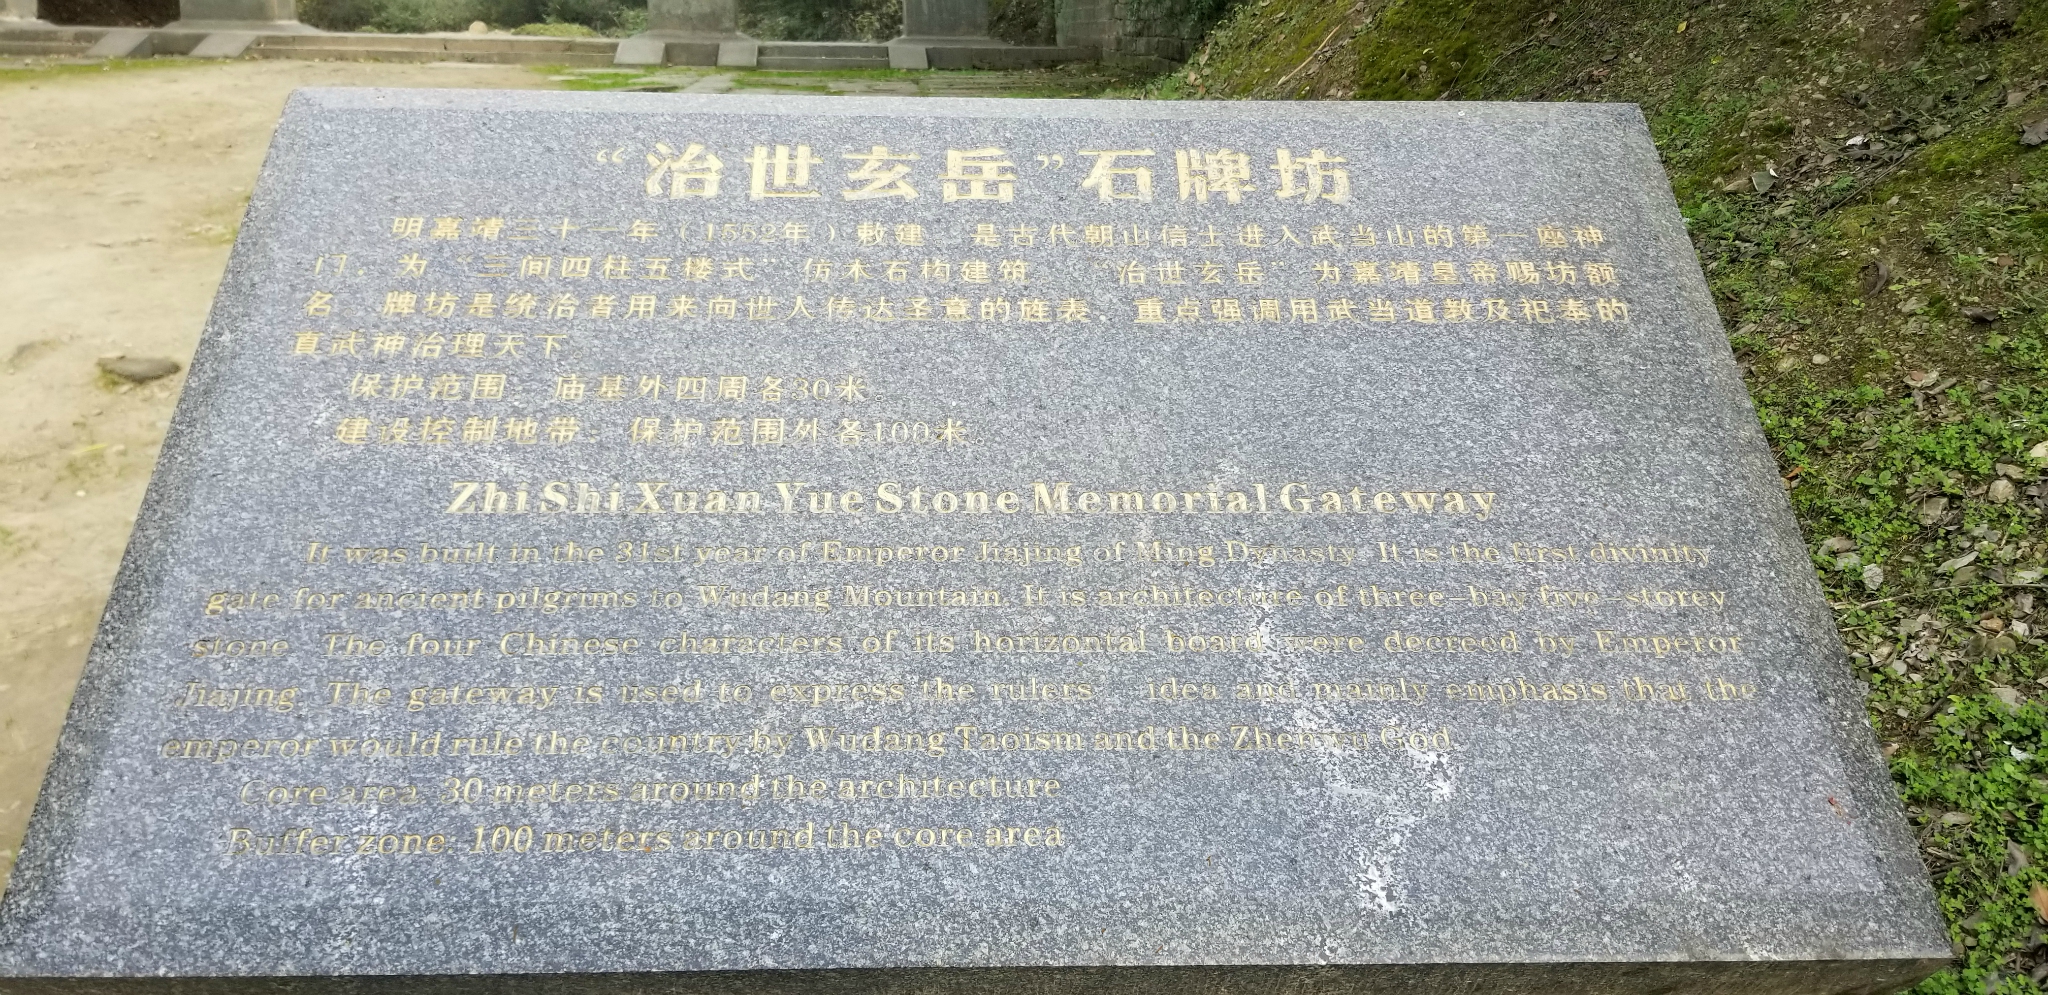 “治世玄岳”石牌坊
明嘉靖三十一年（1552年）敕建，是古代朝山信士进入武当山的第一座神
门，为“三间四柱五楼式”仿木石构建筑。“治世玄岳”为嘉靖皇帝赐坊额
名。牌坊是统治者用来向世人传达圣意的旌表，重点强调用武当道教及祀奉的
真武神治理天下。
保护范围：庙基外四周各30米。
建设控制地带：保护范围外各100米。
Zhi Shi Xuan Yue Stone Memorial Gateway
It was built in the 31st year of Emperor Jiajing of Ming Dynasty. It is the first divinity
gate for ancient pilgrims to Wudang Mountain. It is architecture of three-bay five-storey
stone. The four Chinese characters of its horizontal board were decreed by Emperor
Jiajing. The gateway is used to express the rulers' idea and mainly emphasis that the
emperor would rule the country by Wudang Taoism and the Zhenwu God.
Core area: 30 meters around the architecture
Buffer zone: 100 meters around the core area